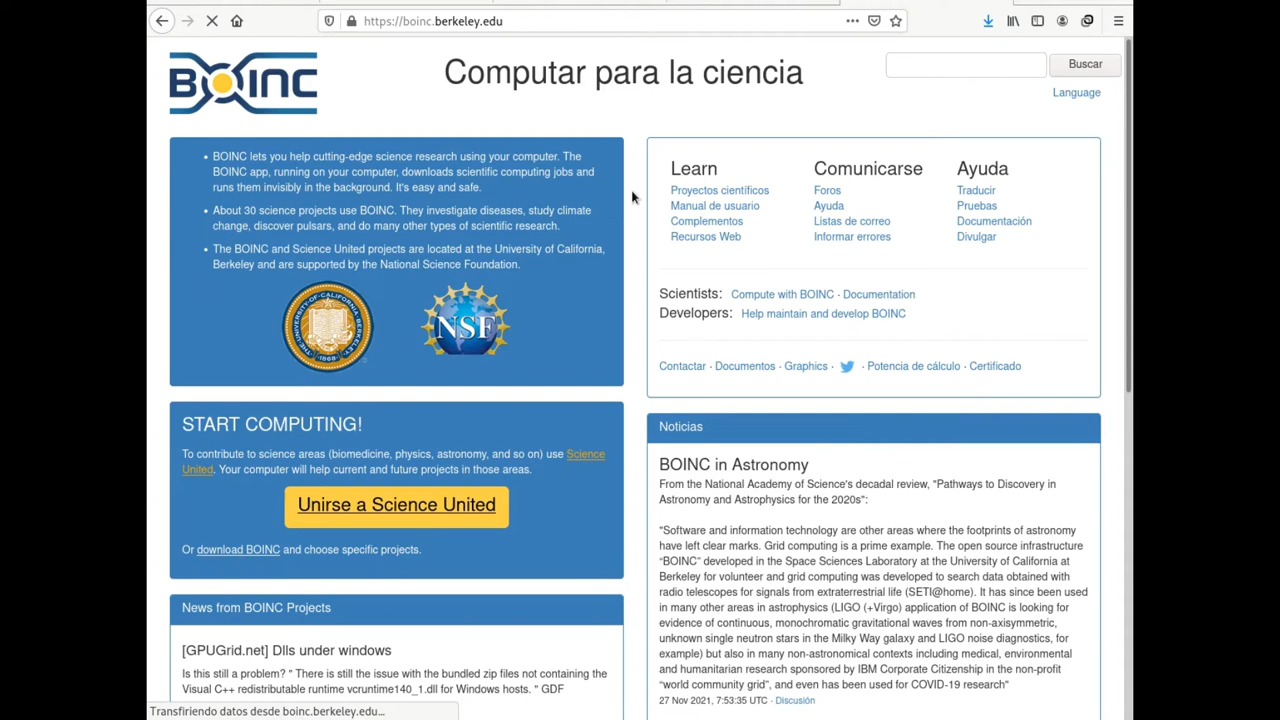 https://boinc.berkeley.edu
BOINC
Computar para la ciencia
Buscar
Language
• BOINC lets you help cutting-edge science research using your computer. The
BOINC app, running on your computer, downloads scientific computing jobs and
runs them invisibly in the background. It's easy and safe.
• About 30 science projects use BOINC. They investigate diseases, study climate
change, discover pulsars, and do many other types of scientific research.
• The BOINC and Science United projects are located at the University of California,
Berkeley and are supported by the National Science Foundation.
NSF
START COMPUTING!
To contribute to science areas (biomedicine, physics, astronomy, and so on) use Science
United. Your computer will help current and future projects in those areas.
Unirse a Science United
Or download BOINC and choose specific projects.
News from BOINC Projects
[GPUGrid.net] Dlls under windows
Is this still a problem? " There is still the issue with the bundled zip files not containing the
Visual C++ redistributable runtime vcruntime140_1.dll for Windows hosts. " GDF
Learn
Proyectos científicos
Manual de usuario
Complementos
Recursos Web
Comunicarse
Foros
Ayuda
Listas de correo
Informar errores
Ayuda
Traducir
Pruebas
Documentación
Divulgar
Scientists: Compute with BOINC · Documentation
Developers: Help maintain and develop BOINC
Contactar · Documentos · Graphics · · Potencia de cálculo · Certificado
Noticias
BOINC in Astronomy
From the National Academy of Science's decadal review, "Pathways to Discovery in
Astronomy and Astrophysics for the 2020s":
"Software and information technology are other areas where the footprints of astronomy
have left clear marks. Grid computing is a prime example. The open source infrastructure
“BOINC” developed in the Space Sciences Laboratory at the University of California at
Berkeley for volunteer and grid computing was developed to search data obtained with
radio telescopes for signals from extraterrestrial life (SETI@home). It has since been used
in many other areas in astrophysics (LIGO (+Virgo) application of BOINC is looking for
evidence of continuous, monochromatic gravitational waves from non-axisymmetric,
unknown single neutron stars in the Milky Way galaxy and LIGO noise diagnostics, for
example) but also in many non-astronomical contexts including medical, environmental
and humanitarian research sponsored by IBM Corporate Citizenship in the non-profit
“world community grid”, and even has been used for COVID-19 research"
27 Nov 2021, 7:53:35 UTC · Discusión
Transfiriendo datos desde boinc.berkeley.edu...